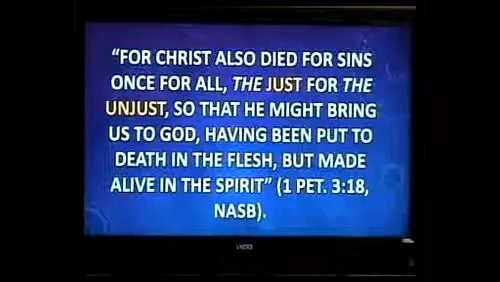 “FOR CHRIST ALSO DIED FOR SINS
ONCE FOR ALL, THE JUST FOR THE
UNJUST, SO THAT HE MIGHT BRING
US TO GOD, HAVING BEEN PUT TO
DEATH IN THE FLESH, BUT MADE
ALIVE IN THE SPIRIT” (1 PET. 3:18,
NASB).